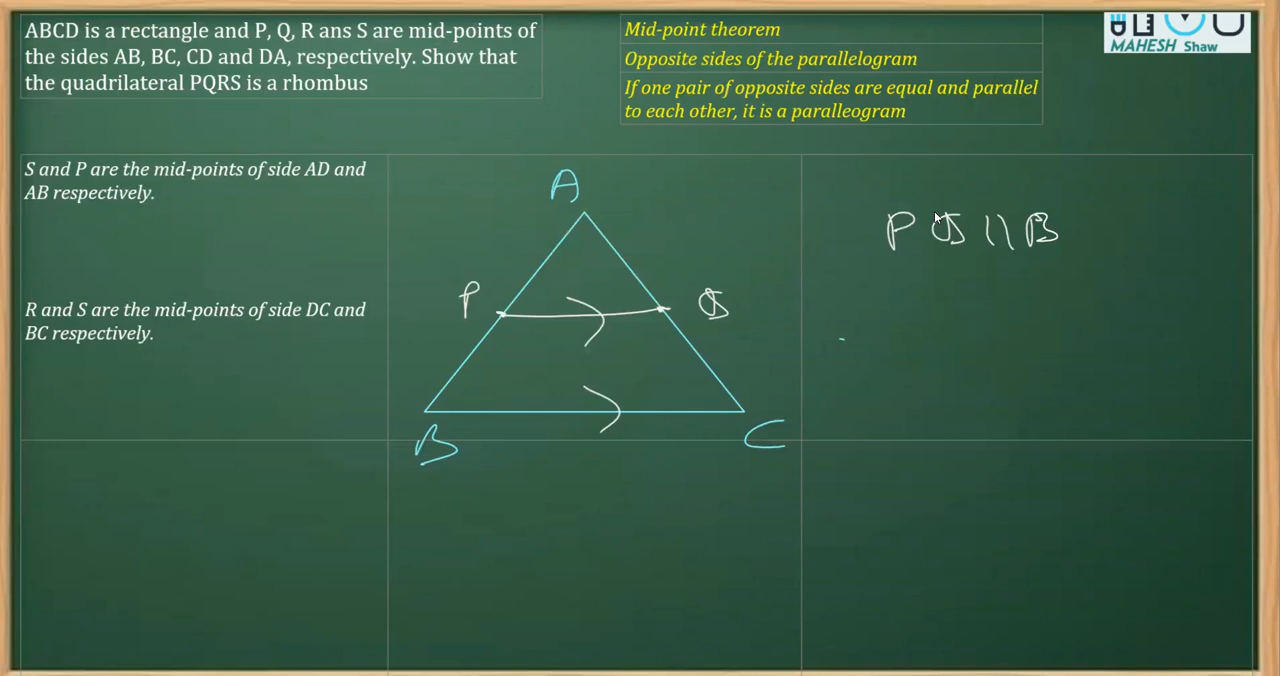 ABCD is a rectangle and P, Q, R ans S are mid-points of
the sides AB, BC, CD and DA, respectively. Show that
the quadrilateral PQRS is a rhombus
Mid-point theorem
Opposite sides of the parallelogram
If one pair of opposite sides are equal and parallel
to each other, it is a paralleogram
MAHESH Shaw
S and P are the mid-points of side AD and
AB respectively.
R and S are the mid-points of side DC and
BC respectively.
A
P
Q
B
C
PQ || B